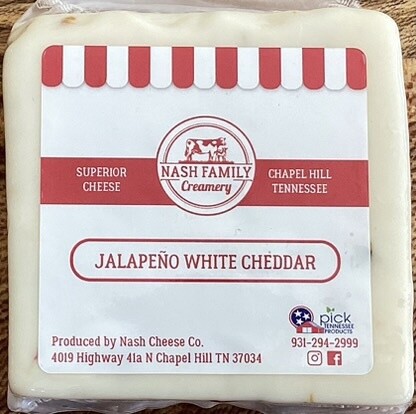 NASH FAMILY
Creamery
SUPERIOR
CHEESE
CHAPEL HILL
TENNESSEE
JALAPEÑO WHITE CHEDDAR
pick
TENNESSEE
PRODUCTS
Produced by Nash Cheese Co.
931-294-2999
4019 Highway 41a N Chapel Hill TN 37034